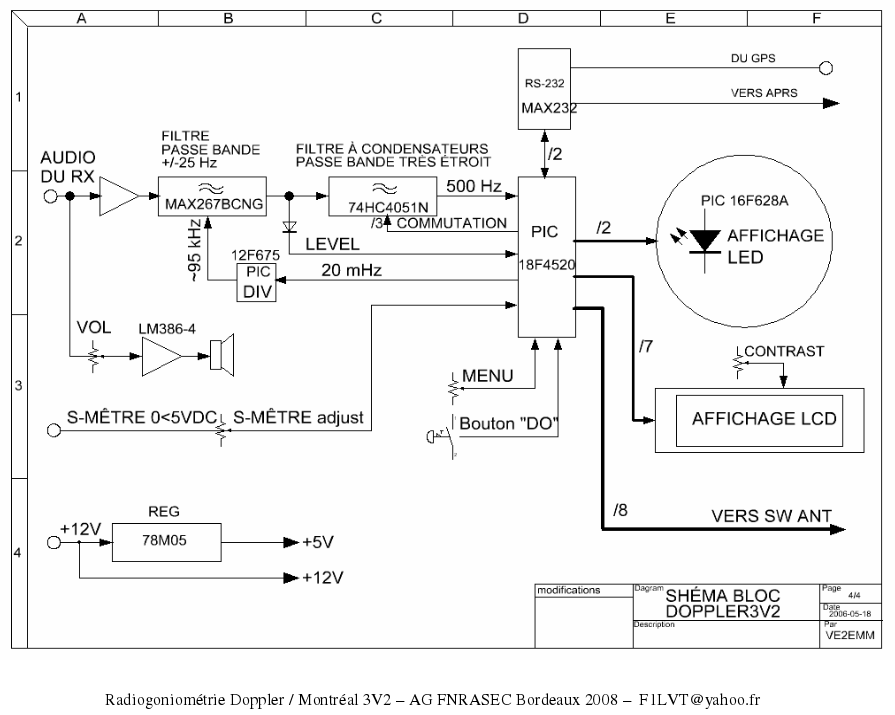 A B C D E F
1
2
3
4
DU GPS
RS-232
MAX232
VERS APRS
/2
FILTRE
PASSE BANDE
+/-25 Hz
FILTRE À CONDENSATEURS
PASSE BANDE TRÈS ÉTROIT
AUDIO
DU RX
MAX267BCNG
74HC4051N
500 Hz
/3 COMMUTATION
PIC
18F4520
/2
PIC 16F628A
AFFICHAGE
LED
LEVEL
~95 kHz
12F675
PIC
DIV
20 mHz
VOL
LM386-4
/7
CONTRAST
MENU
S-MÊTRE 0<5VDC
S-MÊTRE adjust
Bouton "DO"
AFFICHAGE LCD
/8
VERS SW ANT
REG
+12V
78M05
+5V
+12V
modifications
Diagram
SHÉMA BLOC
DOPPLER3V2
Description
Page
4/4
Date
2006-05-18
Par
VE2EMM
Radiogoniométrie Doppler / Montréal 3V2 – AG FNRASEC Bordeaux 2008 – F1LVT@yahoo.fr